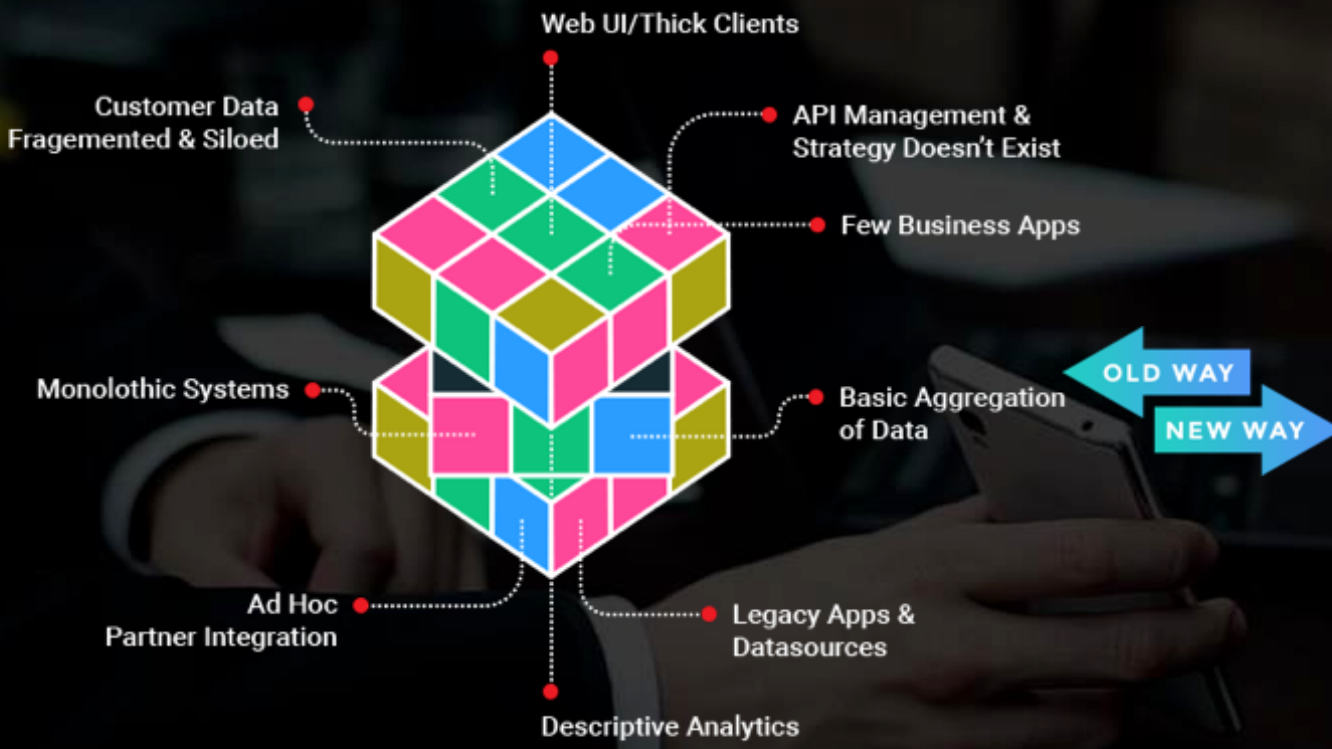 Web UI/Thick Clients
Customer Data
Fragemented & Siloed
API Management &
Strategy Doesn't Exist
Few Business Apps
Monolothic Systems
Basic Aggregation
of Data
OLD WAY
NEW WAY
Ad Hoc
Partner Integration
Legacy Apps &
Datasources
Descriptive Analytics